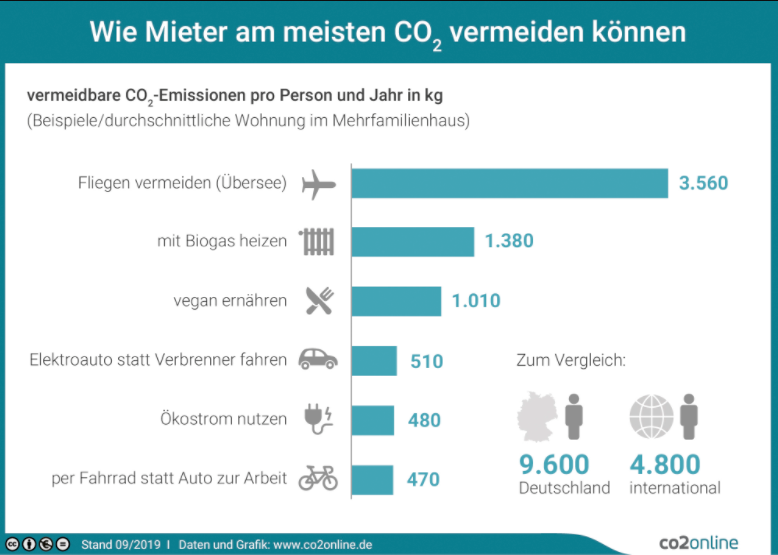 Wie Mieter am meisten CO₂ vermeiden können
vermeidbare CO₂-Emissionen pro Person und Jahr in kg
(Beispiele/durchschnittliche Wohnung im Mehrfamilienhaus)
Fliegen vermeiden (Übersee) 3.560
mit Biogas heizen 1.380
vegan ernähren 1.010
Elektroauto statt Verbrenner fahren 510
Ökostrom nutzen 480
per Fahrrad statt Auto zur Arbeit 470
Zum Vergleich:
9.600 4.800
Deutschland international
cc Stand 09/2019 I Daten und Grafik: www.co2online.de
co2online